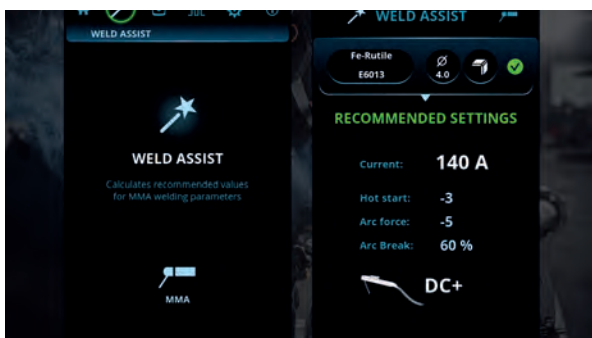 WELD ASSIST
WELD ASSIST
Calculates recommended values
for MMA welding parameters
MMA
WELD ASSIST
Fe-Rutile
E6013
Ø
4.0
RECOMMENDED SETTINGS
Current: 140 A
Hot start: -3
Arc force: -5
Arc Break: 60 %
DC+